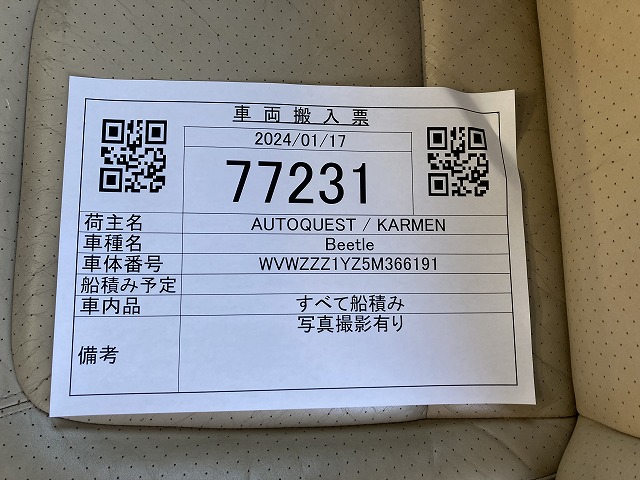 車両搬入票
2024/01/17
77231
荷主名 AUTOQUEST / KARMEN
車種名 Beetle
車体番号 WVWZZZ1YZ5M366191
船積み予定
車内品 すべて船積み
備考 写真撮影有り